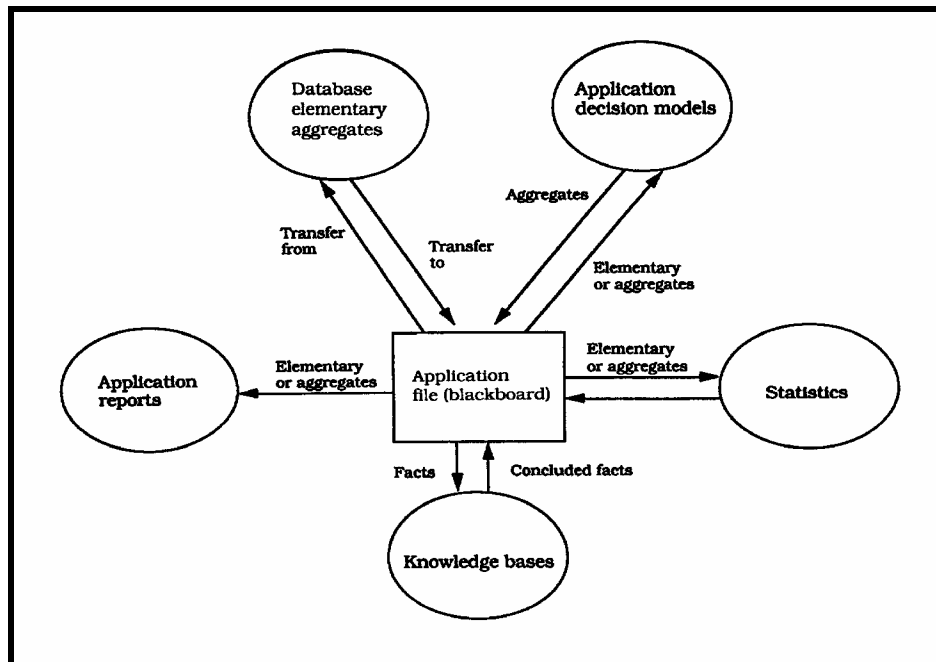 Database
elementary
aggregates
Application
decision models
Aggregates
Transfer
from
Transfer
to
Elementary
or aggregates
Application
reports
Elementary
or aggregates
Application
file (blackboard)
Elementary
or aggregates
Statistics
Facts
Concluded facts
Knowledge bases